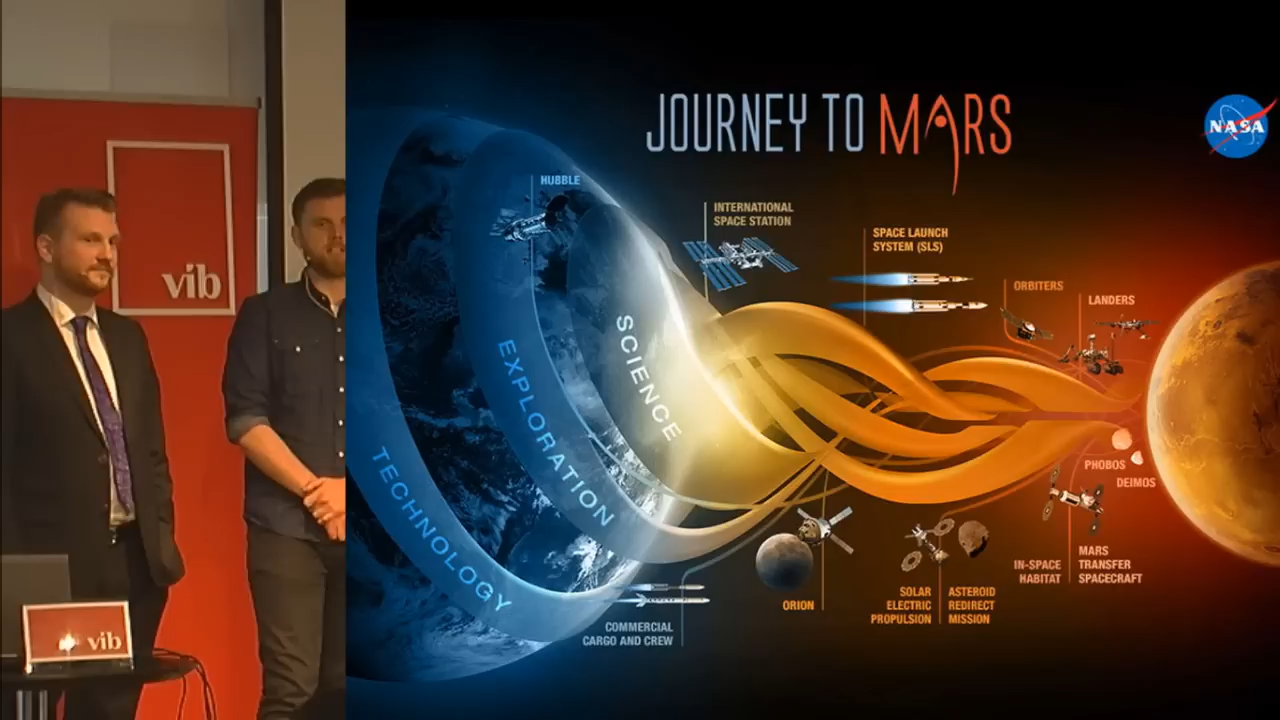 vib
vib
JOURNEY TO MARS
NASA
HUBBLE
INTERNATIONAL
SPACE STATION
SPACE LAUNCH
SYSTEM (SLS)
ORBITERS
LANDERS
SCIENCE
EXPLORATION
TECHNOLOGY
PHOBOS
DEIMOS
ORION
SOLAR
ELECTRIC
PROPULSION
ASTEROID
REDIRECT
MISSION
IN-SPACE
HABITAT
MARS
TRANSFER
SPACECRAFT
COMMERCIAL
CARGO AND CREW